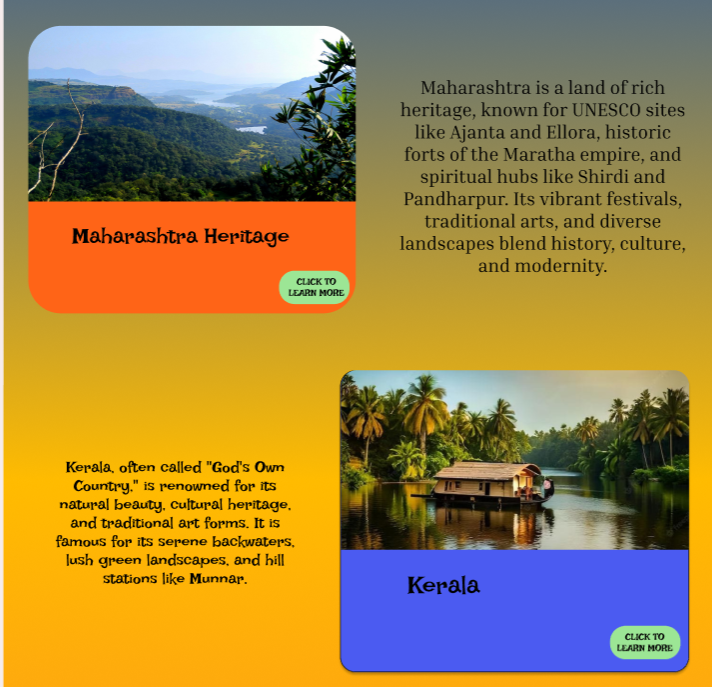 Maharashtra Heritage
CLICK TO
LEARN MORE
Maharashtra is a land of rich
heritage, known for UNESCO sites
like Ajanta and Ellora, historic
forts of the Maratha empire, and
spiritual hubs like Shirdi and
Pandharpur. Its vibrant festivals,
traditional arts, and diverse
landscapes blend history, culture,
and modernity.
Kerala, often called "God's Own
Country," is renowned for its
natural beauty, cultural heritage,
and traditional art forms. It is
famous for its serene backwaters,
lush green landscapes, and hill
stations like Munnar.
Kerala
CLICK TO
LEARN MORE